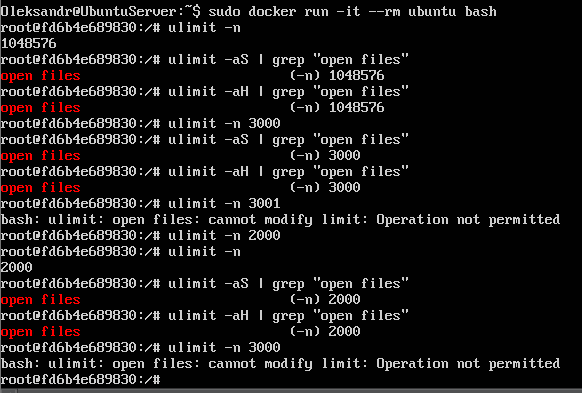 Oleksandr@UbuntuServer:~$ sudo docker run -it --rm ubuntu bash
root@fd6b4e689830:/# ulimit -n
1048576
root@fd6b4e689830:/# ulimit -aS | grep "open files"
open files                          (-n) 1048576
root@fd6b4e689830:/# ulimit -aH | grep "open files"
open files                          (-n) 1048576
root@fd6b4e689830:/# ulimit -n 3000
root@fd6b4e689830:/# ulimit -aS | grep "open files"
open files                          (-n) 3000
root@fd6b4e689830:/# ulimit -aH | grep "open files"
open files                          (-n) 3000
root@fd6b4e689830:/# ulimit -n 3001
bash: ulimit: open files: cannot modify limit: Operation not permitted
root@fd6b4e689830:/# ulimit -n 2000
root@fd6b4e689830:/# ulimit -n
2000
root@fd6b4e689830:/# ulimit -aS | grep "open files"
open files                          (-n) 2000
root@fd6b4e689830:/# ulimit -aH | grep "open files"
open files                          (-n) 2000
root@fd6b4e689830:/# ulimit -n 3000
bash: ulimit: open files: cannot modify limit: Operation not permitted
root@fd6b4e689830:/#